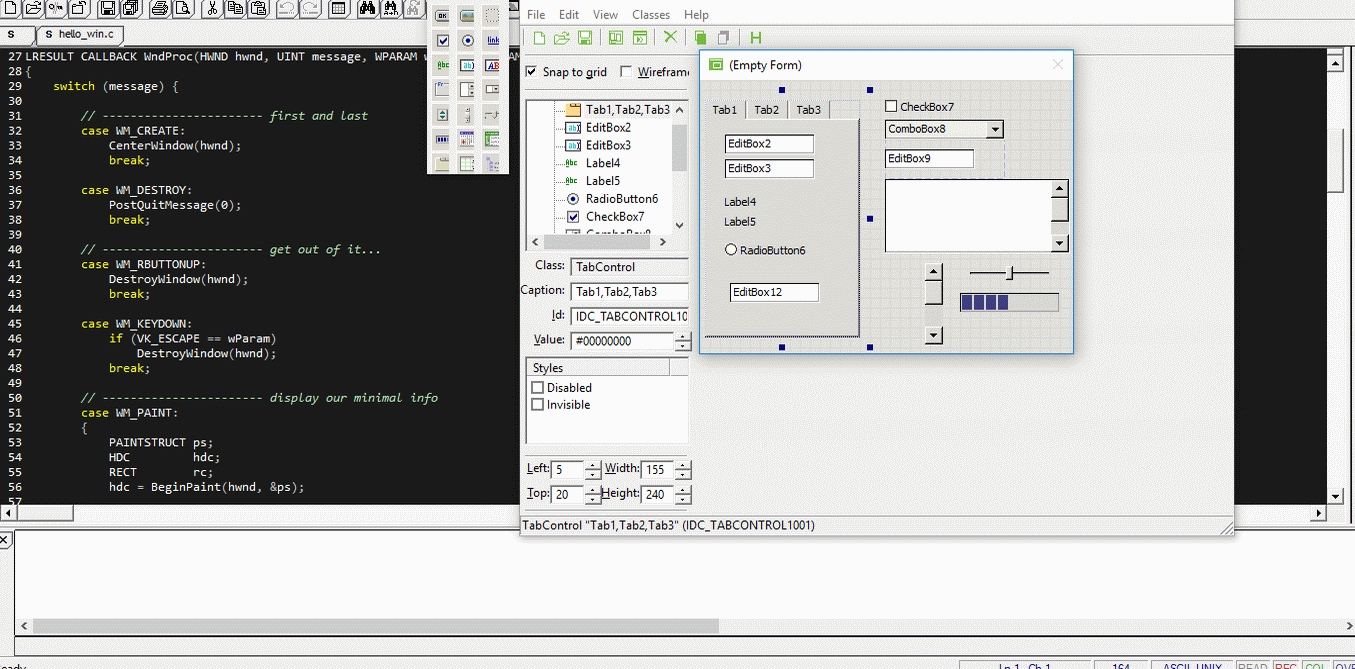 File Edit View Classes Help
S S hello_win.c
OK
link
Abc ab| AB
27 LRESULT CALLBACK WndProc(HWND hwnd, UINT message, WPARAM
28 {
29 switch (message) {
30
31 // ----------------------- first and last
32 case WM_CREATE:
33 CenterWindow(hwnd);
34 break;
35
36 case WM_DESTROY:
37 PostQuitMessage(0);
38 break;
39
40 // ----------------------- get out of it...
41 case WM_RBUTTONUP:
42 DestroyWindow(hwnd);
43 break;
44
45 case WM_KEYDOWN:
46 if (VK_ESCAPE == wParam)
47 DestroyWindow(hwnd);
48 break;
49
50 // ----------------------- display our minimal info
51 case WM_PAINT:
52 {
53 PAINTSTRUCT ps;
54 HDC hdc;
55 RECT rc;
56 hdc = BeginPaint(hwnd, &ps);
57
H
Snap to grid Wireframe
Tab1,Tab2,Tab3
EditBox2
EditBox3
Label4
Label5
RadioButton6
CheckBox7
ComboBox8
Class: TabControl
Caption: Tab1,Tab2,Tab3
Id: IDC_TABCONTROL10
Value: #00000000
Styles
Disabled
Invisible
Left: 5 Width: 155
Top: 20 Height: 240
TabControl "Tab1,Tab2,Tab3" (IDC_TABCONTROL1001)
(Empty Form)
Tab1 Tab2 Tab3
EditBox2
EditBox3
Label4
Label5
RadioButton6
EditBox12
CheckBox7
ComboBox8
EditBox9
Ln 1, Ch 1 164 ASCII, UNIX READ REC COL OVR